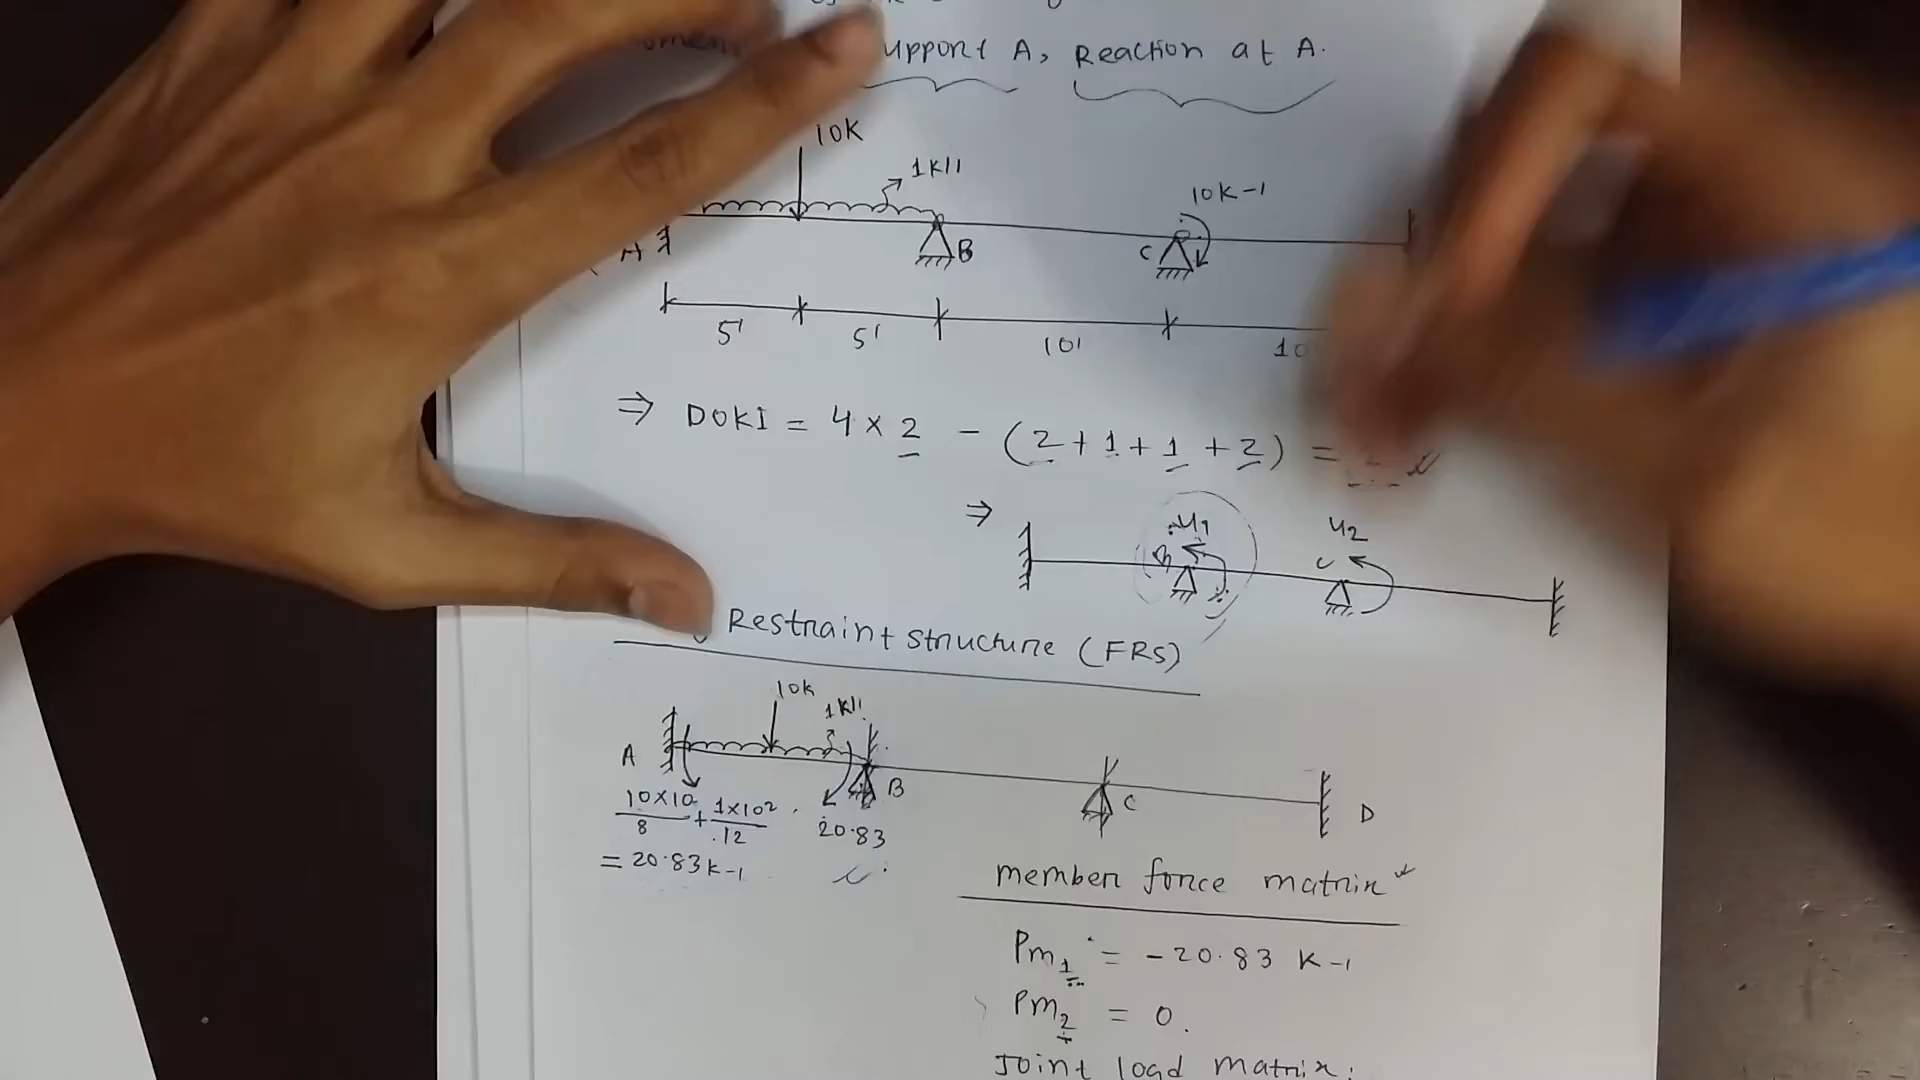 upport A, Reaction at A.
10K
1k/1
10K-1
A
B
C
5'
5'
10'
10
⇒ DOKI = 4 × 2 - (2 + 1 + 1 + 2) =
⇒
u1
u2
B
C
Restraint structure (FRS)
10k
1k/1
A
B
C
D
10×10/8 + 1×10²/12
20.83
= 20.83 k-1
member force matrix
Pm1 = -20.83 K-1
Pm2 = 0.
Joint load matrix: